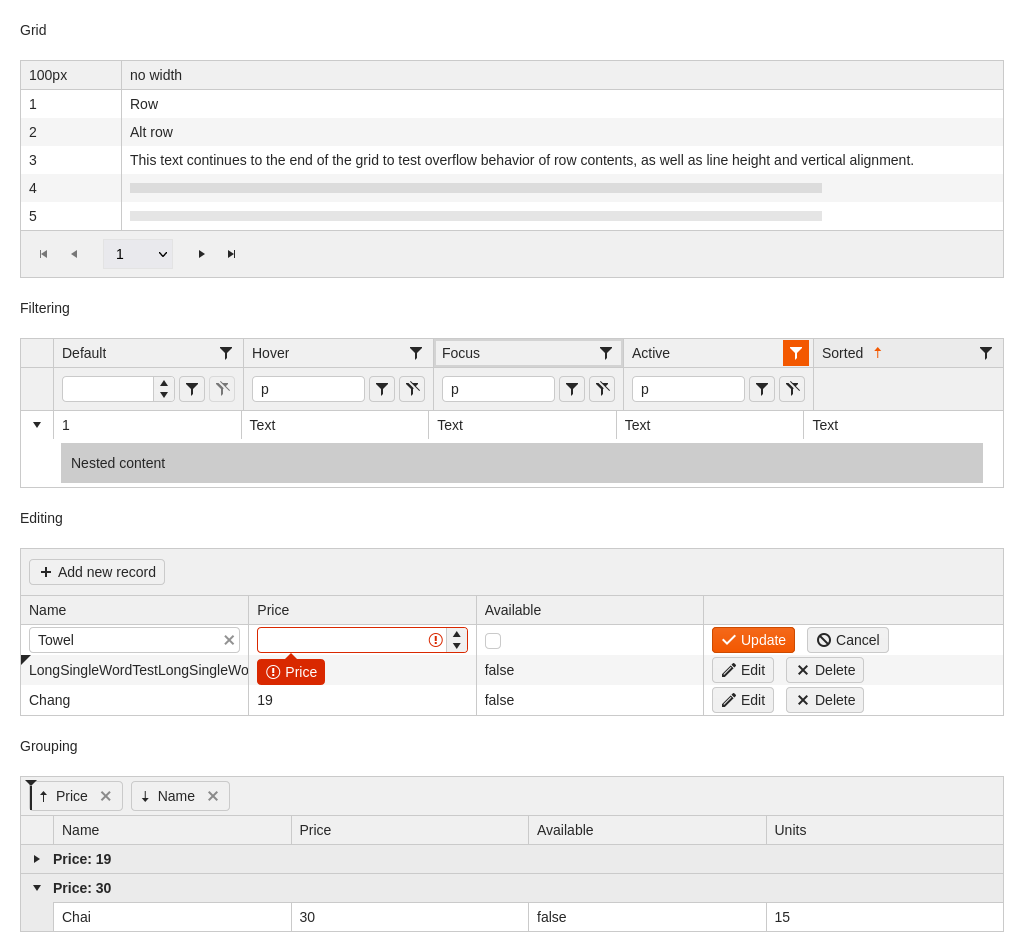 Grid
100px no width
1 Row
2 Alt row
3 This text continues to the end of the grid to test overflow behavior of row contents, as well as line height and vertical alignment.
4
5
1
Filtering
Default Hover Focus Active Sorted
p p p
1 Text Text Text Text
Nested content
Editing
Add new record
Name Price Available
Towel Update Cancel
LongSingleWordTestLongSingleWo Price false Edit Delete
Chang 19 false Edit Delete
Grouping
Price Name
Name Price Available Units
Price: 19
Price: 30
Chai 30 false 15